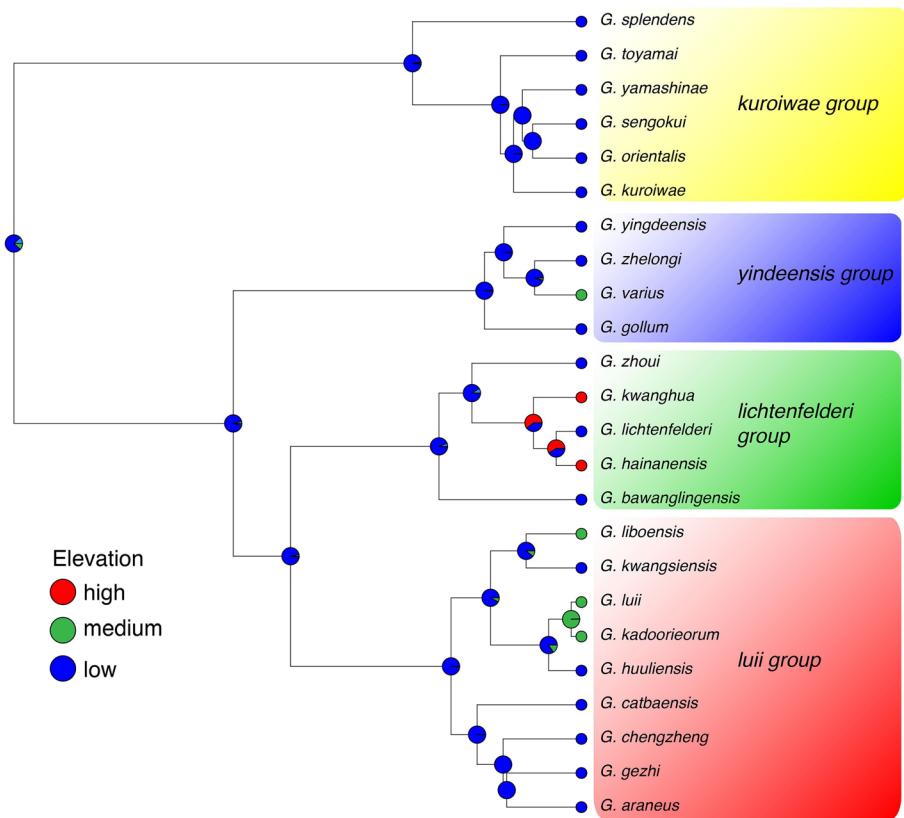 G. splendens
G. toyamai
G. yamashinae
G. sengokui
G. orientalis
G. kuroiwae
kuroiwae group
G. yingdeensis
G. zhelongi
G. varius
G. gollum
yindeensis group
G. zhoui
G. kwanghua
G. lichtenfelderi
G. hainanensis
G. bawanglingensis
lichtenfelderi
group
G. liboensis
G. kwangsiensis
G. luii
G. kadoorieorum
G. huuliensis
G. catbaensis
G. chengzheng
G. gezhi
G. araneus
luii group
Elevation
high
medium
low